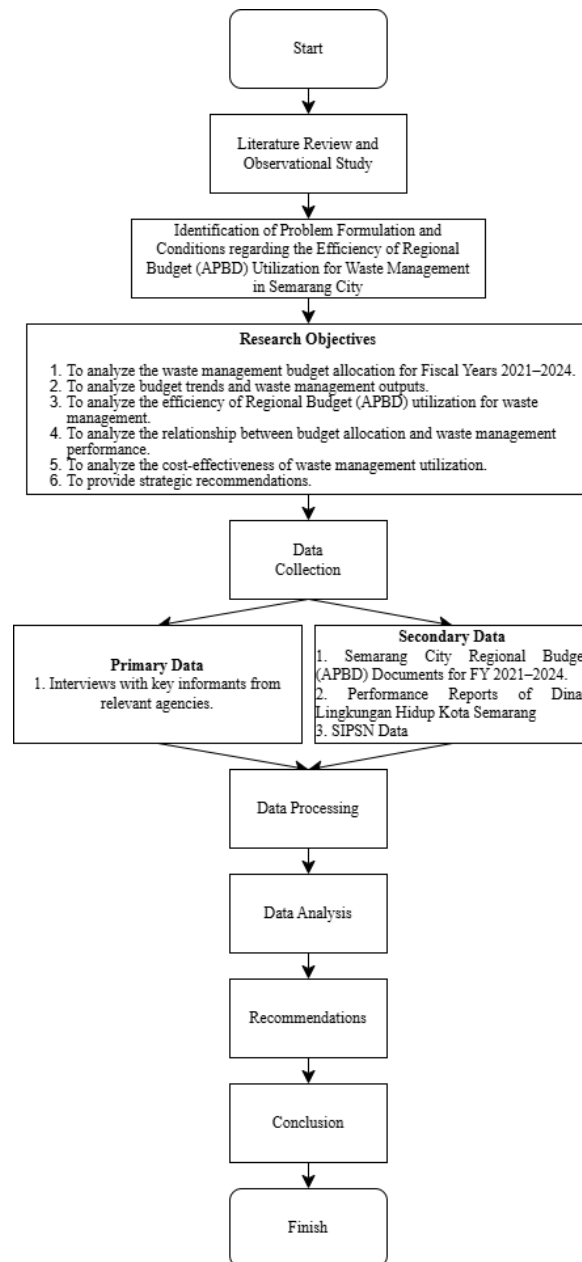 Start
Literature Review and
Observational Study
Identification of Problem Formulation and
Conditions regarding the Efficiency of Regional
Budget (APBD) Utilization for Waste Management
in Semarang City
Research Objectives
1. To analyze the waste management budget allocation for Fiscal Years 2021–2024.
2. To analyze budget trends and waste management outputs.
3. To analyze the efficiency of Regional Budget (APBD) utilization for waste
management.
4. To analyze the relationship between budget allocation and waste management
performance.
5. To analyze the cost-effectiveness of waste management utilization.
6. To provide strategic recommendations.
Data
Collection
Primary Data
1. Interviews with key informants from
relevant agencies.
Secondary Data
1. Semarang City Regional Budge
(APBD) Documents for FY 2021–2024.
2. Performance Reports of Dina
Lingkungan Hidup Kota Semarang
3. SIPSN Data
Data Processing
Data Analysis
Recommendations
Conclusion
Finish